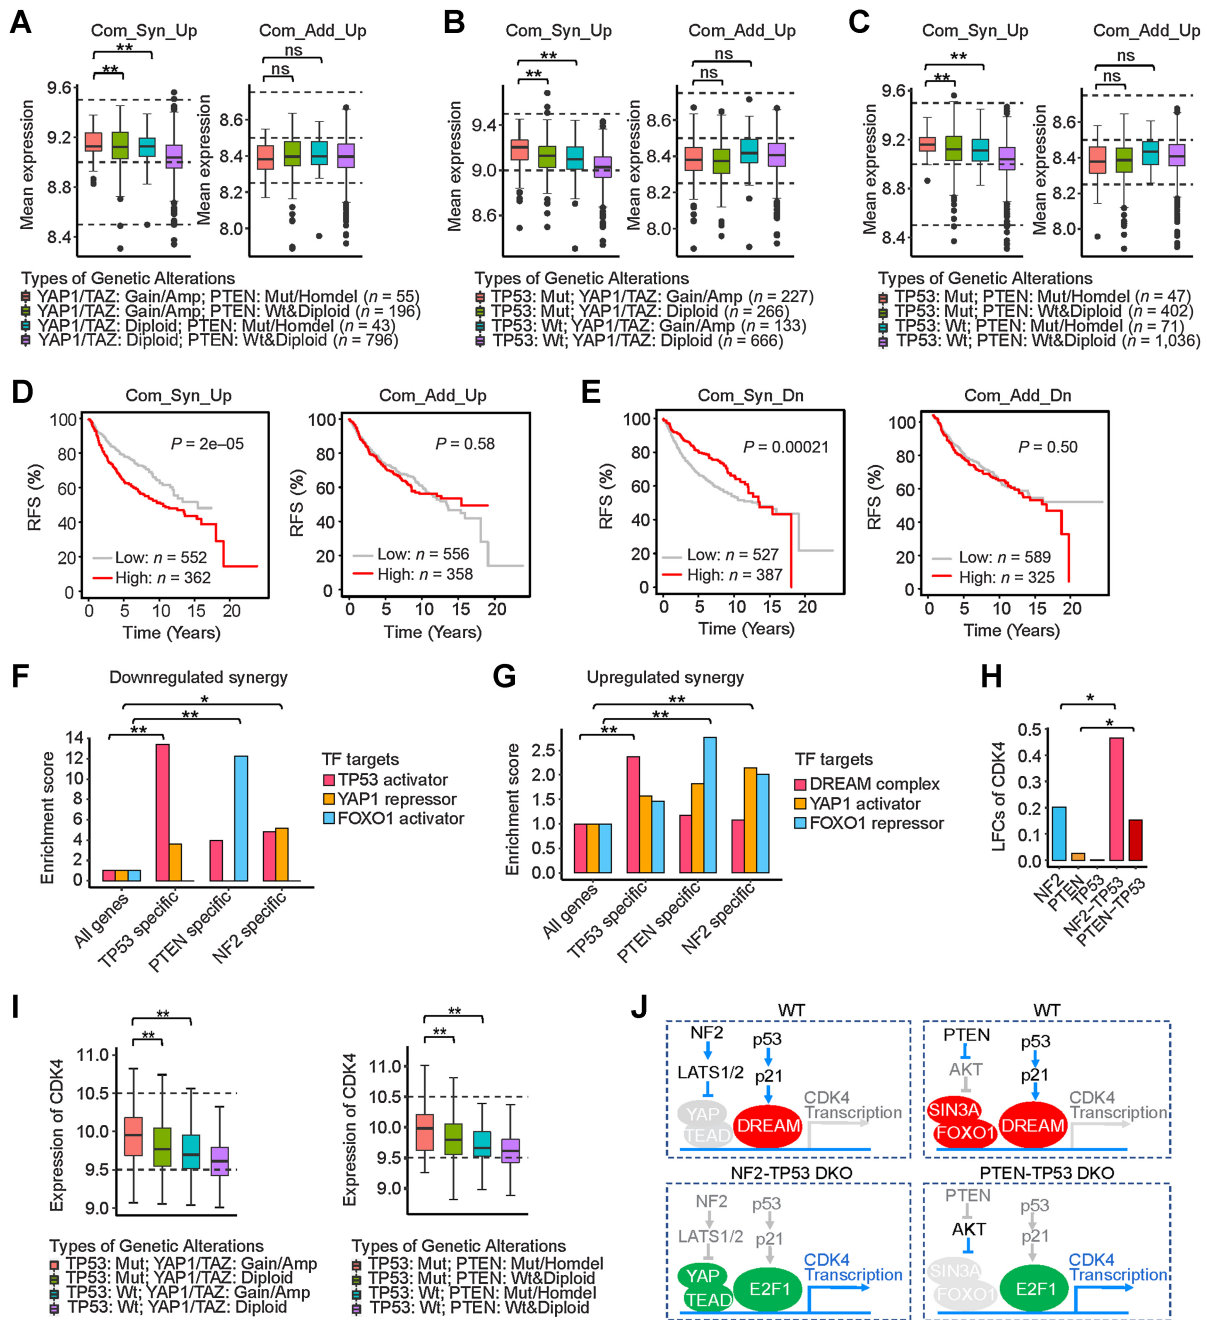 A
Com_Syn_Up
Com_Add_Up
**
**
ns
ns
Mean expression
9.6
9.2
8.8
8.4
Mean expression
8.6
8.4
8.2
8.0
Types of Genetic Alterations
YAP1/TAZ: Gain/Amp; PTEN: Mut/Homdel (n = 55)
YAP1/TAZ: Gain/Amp; PTEN: Wt&Diploid (n = 196)
YAP1/TAZ: Diploid; PTEN: Mut/Homdel (n = 43)
YAP1/TAZ: Diploid; PTEN: Wt&Diploid (n = 796)
B
Com_Syn_Up
Com_Add_Up
**
**
ns
ns
Mean expression
9.4
9.0
8.6
Mean expression
8.6
8.4
8.2
8.0
Types of Genetic Alterations
TP53: Mut; YAP1/TAZ: Gain/Amp (n = 227)
TP53: Mut; YAP1/TAZ: Diploid (n = 266)
TP53: Wt; YAP1/TAZ: Gain/Amp (n = 133)
TP53: Wt; YAP1/TAZ: Diploid (n = 666)
C
Com_Syn_Up
Com_Add_Up
**
**
ns
ns
Mean expression
9.6
9.2
8.8
8.4
Mean expression
8.6
8.4
8.2
8.0
Types of Genetic Alterations
TP53: Mut; PTEN: Mut/Homdel (n = 47)
TP53: Mut; PTEN: Wt&Diploid (n = 402)
TP53: Wt; PTEN: Mut/Homdel (n = 71)
TP53: Wt; PTEN: Wt&Diploid (n = 1,036)
D
Com_Syn_Up
RFS (%)
100
80
60
40
20
0
P = 2e–05
Low: n = 552
High: n = 362
0 5 10 15 20
Time (Years)
Com_Add_Up
RFS (%)
100
80
60
40
20
0
P = 0.58
Low: n = 556
High: n = 358
0 5 10 15 20
Time (Years)
E
Com_Syn_Dn
RFS (%)
100
80
60
40
20
0
P = 0.00021
Low: n = 527
High: n = 387
0 5 10 15 20
Time (Years)
Com_Add_Dn
RFS (%)
100
80
60
40
20
0
P = 0.50
Low: n = 589
High: n = 325
0 5 10 15 20
Time (Years)
F
Downregulated synergy
*
**
**
Enrichment score
14
12
10
8
6
4
2
0
All genes
TP53 specific
PTEN specific
NF2 specific
TF targets
TP53 activator
YAP1 repressor
FOXO1 activator
G
Upregulated synergy
**
**
**
Enrichment score
2.5
2.0
1.5
1.0
0.5
0.0
All genes
TP53 specific
PTEN specific
NF2 specific
TF targets
DREAM complex
YAP1 activator
FOXO1 repressor
H
*
*
LFCs of CDK4
0.5
0.4
0.3
0.2
0.1
0.0
NF2
PTEN
TP53
NF2–TP53
PTEN–TP53
I
**
**
Expression of CDK4
11.0
10.5
10.0
9.5
9.0
Types of Genetic Alterations
TP53: Mut; YAP1/TAZ: Gain/Amp
TP53: Mut; YAP1/TAZ: Diploid
TP53: Wt; YAP1/TAZ: Gain/Amp
TP53: Wt; YAP1/TAZ: Diploid
**
**
Expression of CDK4
11.0
10.5
10.0
9.5
9.0
Types of Genetic Alterations
TP53: Mut; PTEN: Mut/Homdel
TP53: Mut; PTEN: Wt&Diploid
TP53: Wt; PTEN: Mut/Homdel
TP53: Wt; PTEN: Wt&Diploid
J
WT
NF2
LATS1/2
YAP
TEAD
p53
p21
DREAM
CDK4
Transcription
WT
PTEN
AKT
SIN3A
FOXO1
p53
p21
DREAM
CDK4
Transcription
NF2-TP53 DKO
NF2
LATS1/2
YAP
TEAD
p53
p21
E2F1
CDK4
Transcription
PTEN-TP53 DKO
PTEN
AKT
SIN3A
FOXO1
p53
p21
E2F1
CDK4
Transcription